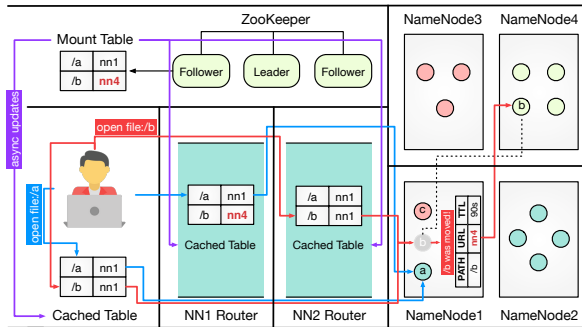 ZooKeeper
NameNode3
NameNode4
Mount Table
/a nn1
/b nn4
Follower
Leader
Follower
b
async updates
open file:/b
open file:/a
/a nn1
/b nn4
Cached Table
/a nn1
/b nn1
Cached Table
c
b
a
/b was moved!
PATH URL TTL
/b nn4 90s
/a nn1
/b nn1
Cached Table
NN1 Router
NN2 Router
NameNode1
NameNode2